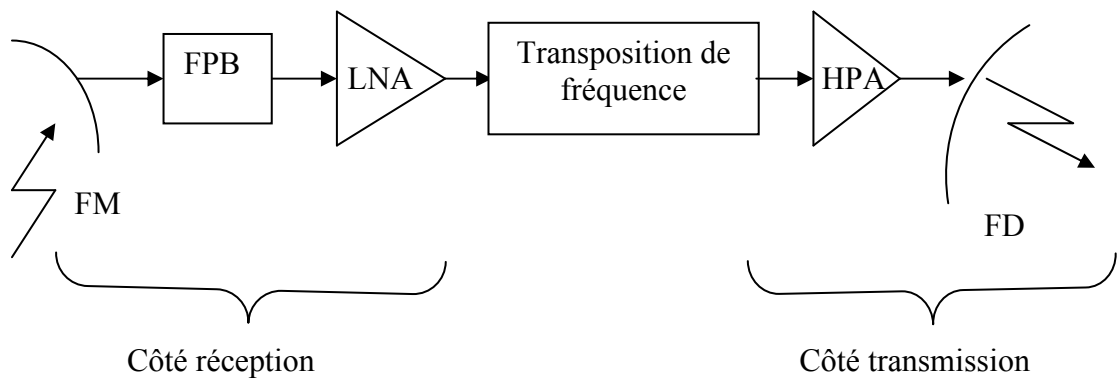 FPB
LNA
Transposition de
fréquence
HPA
FM
FD
Côté réception
Côté transmission